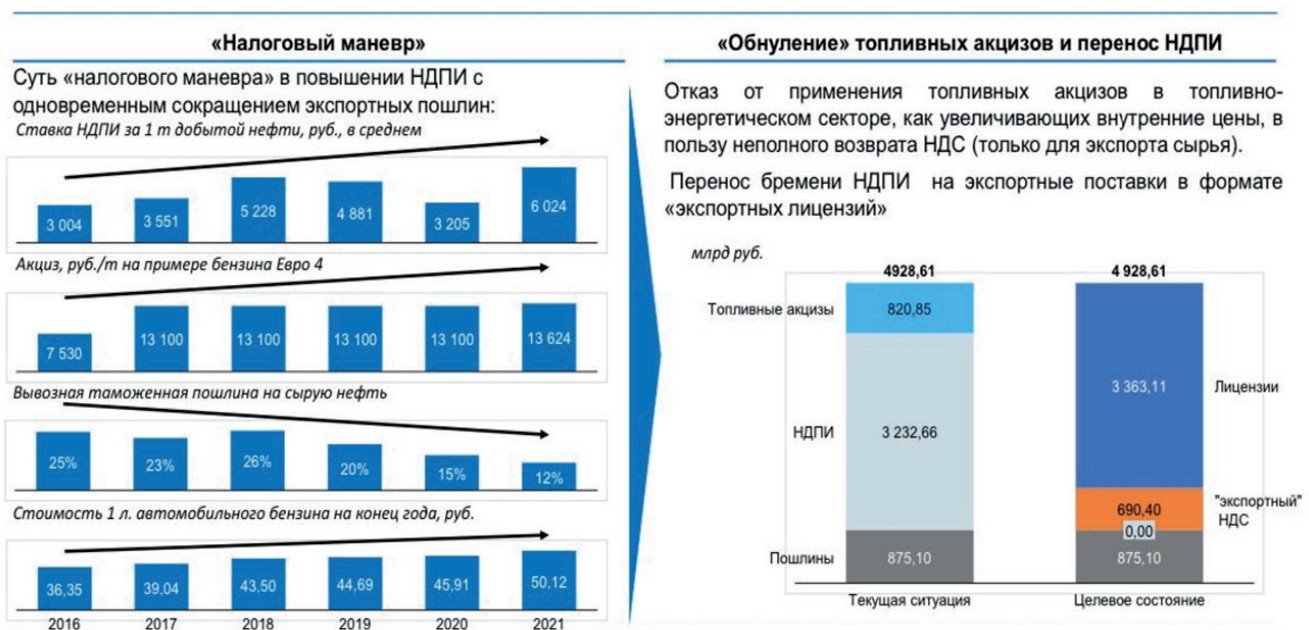 «Налоговый маневр»
Суть «налогового маневра» в повышении НДПИ с
одновременным сокращением экспортных пошлин:
Ставка НДПИ за 1 т добытой нефти, руб., в среднем
3 004 3 551 5 228 4 881 3 205 6 024
Акциз, руб./т на примере бензина Евро 4
7 530 13 100 13 100 13 100 13 100 13 624
Вывозная таможенная пошлина на сырую нефть
25% 23% 26% 20% 15% 12%
Стоимость 1 л. автомобильного бензина на конец года, руб.
36,35 39,04 43,50 44,69 45,91 50,12
2016 2017 2018 2019 2020 2021
«Обнуление» топливных акцизов и перенос НДПИ
Отказ от применения топливных акцизов в топливно-
энергетическом секторе, как увеличивающих внутренние цены, в
пользу неполного возврата НДС (только для экспорта сырья).
Перенос бремени НДПИ на экспортные поставки в формате
«экспортных лицензий»
млрд руб.
4928,61 4 928,61
Топливные акцизы 820,85
3 363,11 Лицензии
НДПИ 3 232,66
690,40 "экспортный"
НДС
0,00
Пошлины 875,10 875,10
Текущая ситуация Целевое состояние